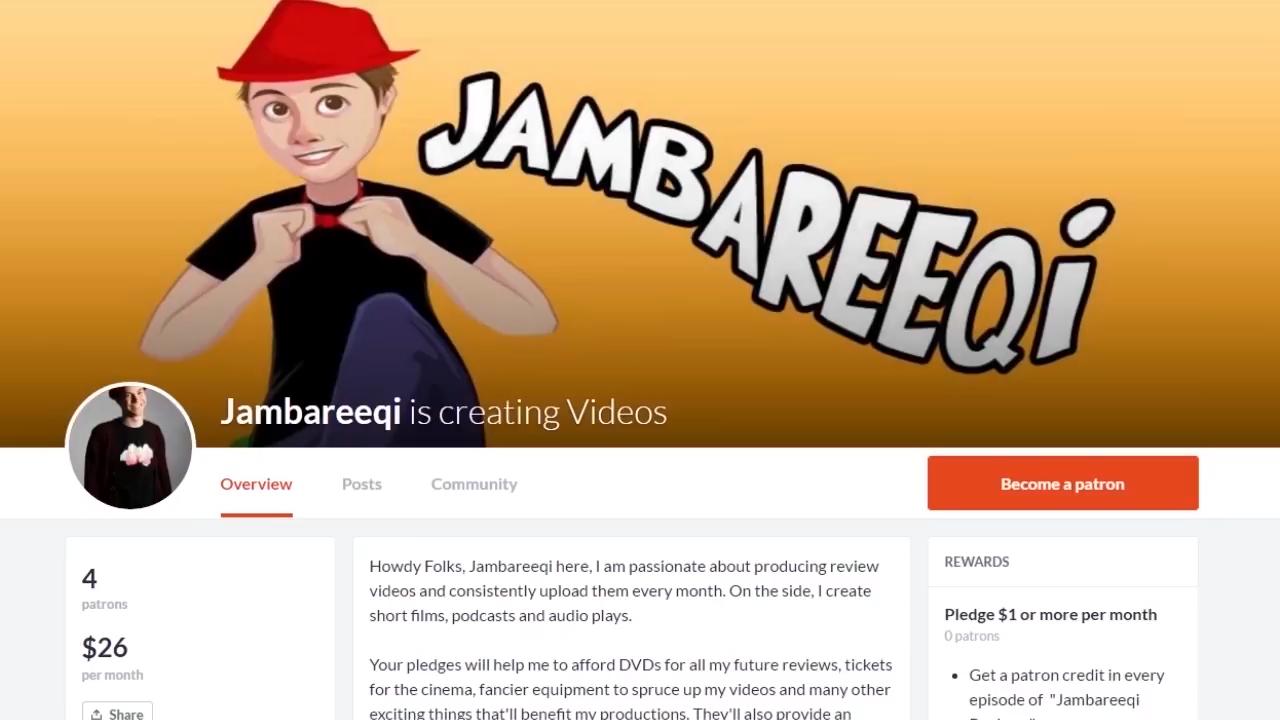 JAMBAREEQi
Jambareeqi is creating Videos
Overview
Posts
Community
Become a patron
4
patrons
$26
per month
Share
Howdy Folks, Jambareeqi here, I am passionate about producing review
videos and consistently upload them every month. On the side, I create
short films, podcasts and audio plays.
Your pledges will help me to afford DVDs for all my future reviews, tickets
for the cinema, fancier equipment to spruce up my videos and many other
exciting things that'll benefit my productions. They'll also provide an
REWARDS
Pledge $1 or more per month
0 patrons
Get a patron credit in every
episode of "Jambareeqi